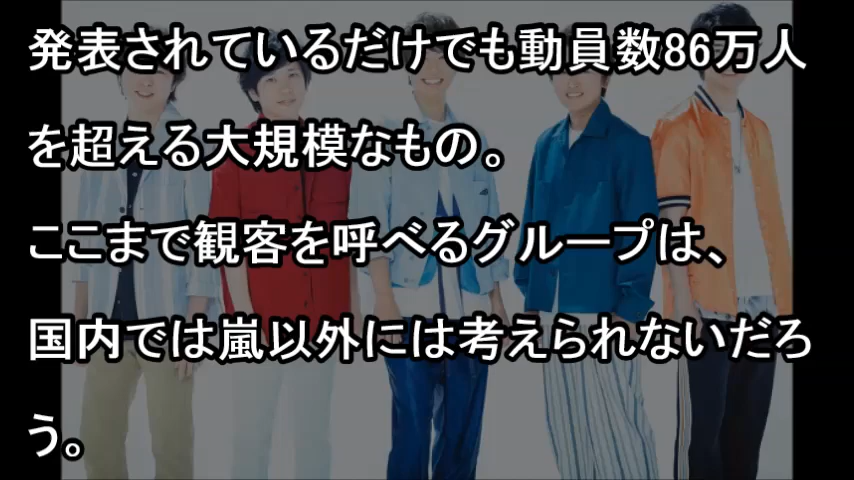 発表されているだけでも動員数86万人
を超える大規模なもの。
ここまで観客を呼べるグループは、
国内では嵐以外には考えられないだろ
う。